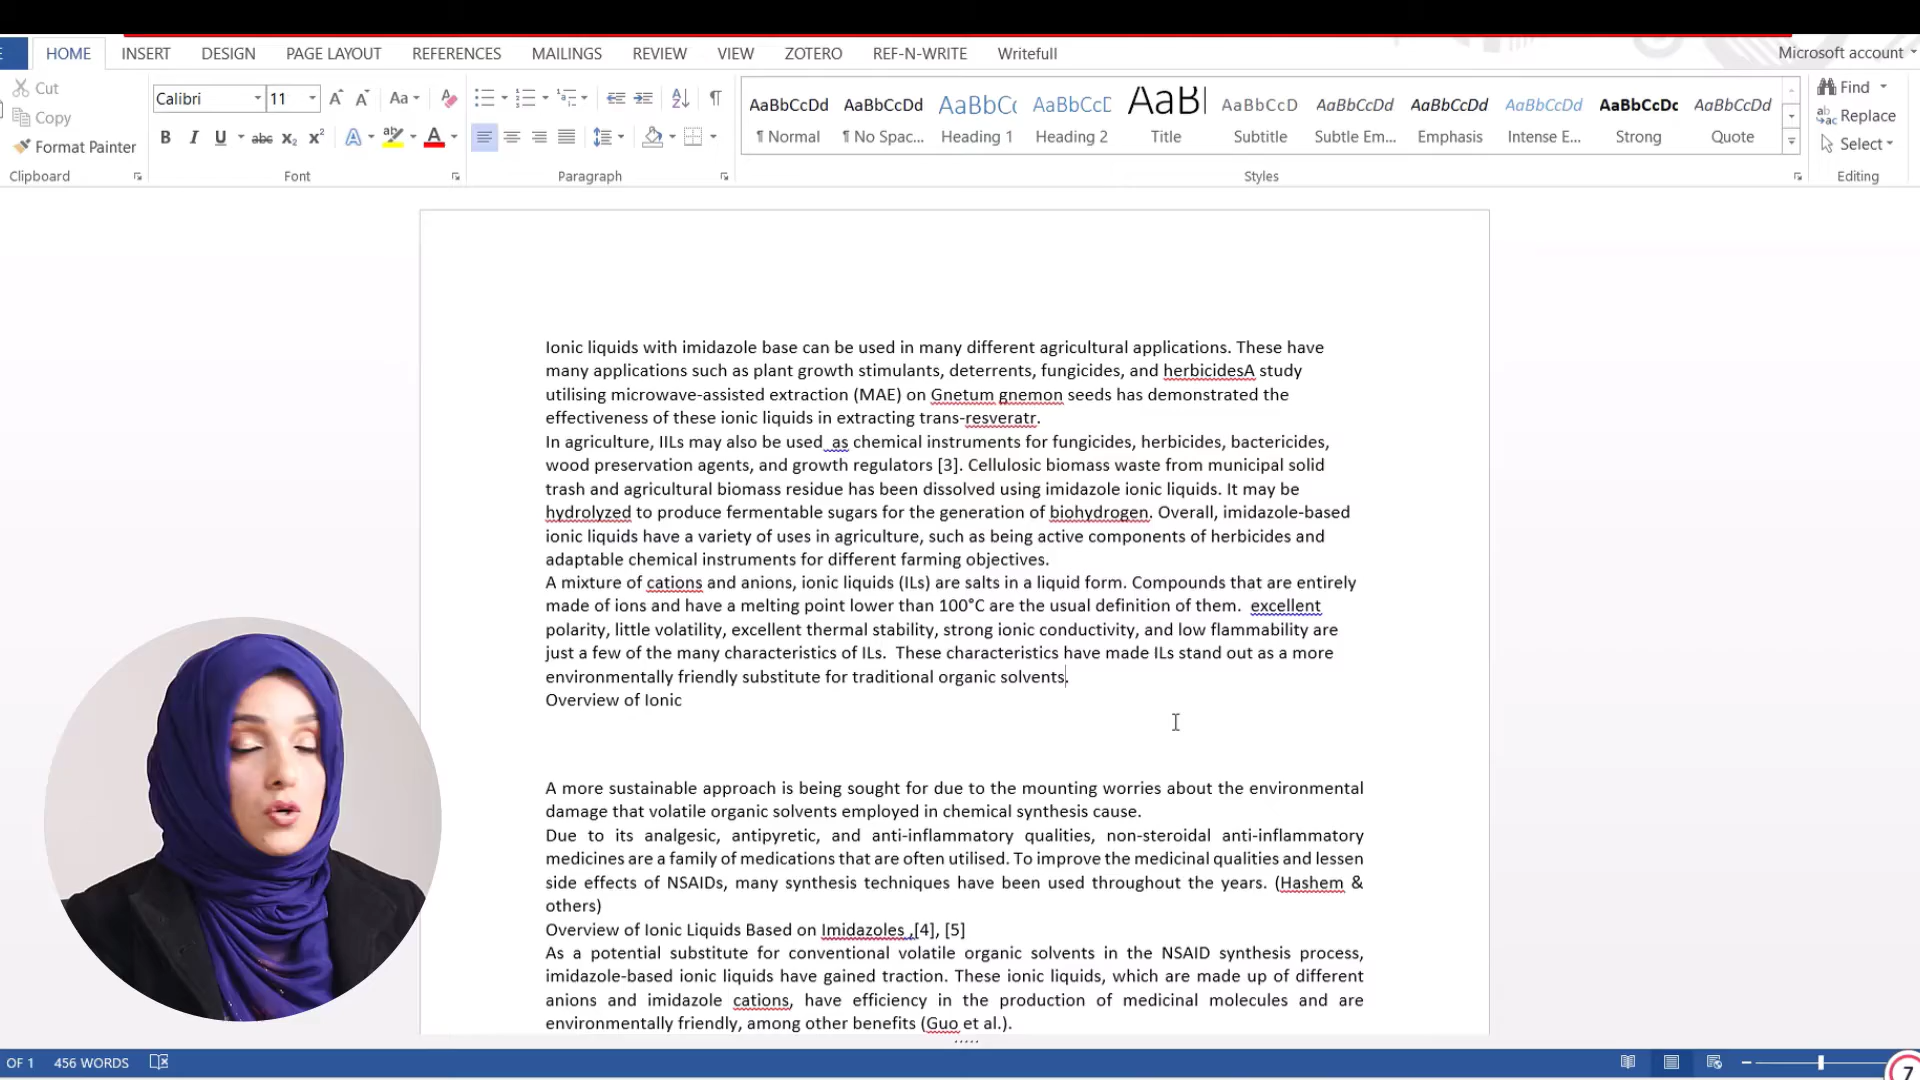 HOME INSERT DESIGN PAGE LAYOUT REFERENCES MAILINGS REVIEW VIEW ZOTERO REF-N-WRITE Writefull Microsoft account
Cut
Copy
Format Painter
Clipboard
Calibri 11
Aa
B I U abc X₂ X² A A
Font
Paragraph
AaBbCcDd AaBbCcDd AaBbC AaBbCcD AaB AaBbCcD AaBbCcDd AaBbCcDd AaBbCcDd AaBbCcDc AaBbCcDd
¶ Normal ¶ No Spac... Heading 1 Heading 2 Title Subtitle Subtle Em... Emphasis Intense E... Strong Quote
Styles
Find
Replace
Select
Editing
Ionic liquids with imidazole base can be used in many different agricultural applications. These have
many applications such as plant growth stimulants, deterrents, fungicides, and herbicidesA study
utilising microwave-assisted extraction (MAE) on Gnetum gnemon seeds has demonstrated the
effectiveness of these ionic liquids in extracting trans-resveratr.
In agriculture, IILs may also be used  as chemical instruments for fungicides, herbicides, bactericides,
wood preservation agents, and growth regulators [3]. Cellulosic biomass waste from municipal solid
trash and agricultural biomass residue has been dissolved using imidazole ionic liquids. It may be
hydrolyzed to produce fermentable sugars for the generation of biohydrogen. Overall, imidazole-based
ionic liquids have a variety of uses in agriculture, such as being active components of herbicides and
adaptable chemical instruments for different farming objectives.
A mixture of cations and anions, ionic liquids (ILs) are salts in a liquid form. Compounds that are entirely
made of ions and have a melting point lower than 100°C are the usual definition of them.  excellent
polarity, little volatility, excellent thermal stability, strong ionic conductivity, and low flammability are
just a few of the many characteristics of ILs.  These characteristics have made ILs stand out as a more
environmentally friendly substitute for traditional organic solvents.
Overview of Ionic
A more sustainable approach is being sought for due to the mounting worries about the environmental
damage that volatile organic solvents employed in chemical synthesis cause.
Due to its analgesic, antipyretic, and anti-inflammatory qualities, non-steroidal anti-inflammatory
medicines are a family of medications that are often utilised. To improve the medicinal qualities and lessen
side effects of NSAIDs, many synthesis techniques have been used throughout the years. (Hashem &
others)
Overview of Ionic Liquids Based on Imidazoles ,[4], [5]
As a potential substitute for conventional volatile organic solvents in the NSAID synthesis process,
imidazole-based ionic liquids have gained traction. These ionic liquids, which are made up of different
anions and imidazole cations, have efficiency in the production of medicinal molecules and are
environmentally friendly, among other benefits (Guo et al.).
OF 1 456 WORDS
7